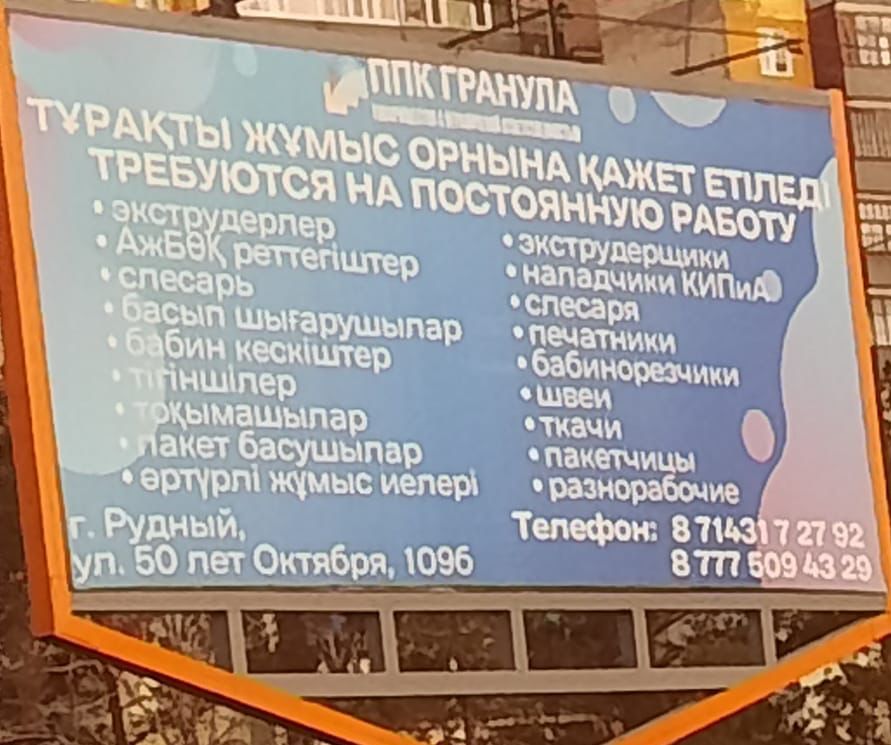 ППК ГРАНУЛА
ТҰРАҚТЫ ЖҰМЫС ОРНЫНА ҚАЖЕТ ЕТІЛЕДІ
ТРЕБУЮТСЯ НА ПОСТОЯННУЮ РАБОТУ
• экструдерлер
• АжБӨҚ реттегіштер
• слесарь
• басып шығарушылар
• бабин кескіштер
• тігіншілер
• тоқымашылар
• пакет басушылар
• әртүрлі жұмыс иелері
• экструдерщики
• наладчики КИПиА
• слесаря
• печатники
• бабинорезчики
• швеи
• ткачи
• пакетчицы
• разнорабочие
г. Рудный,
ул. 50 лет Октября, 109б
Телефон: 8 71431 7 27 92
8 777 509 43 29